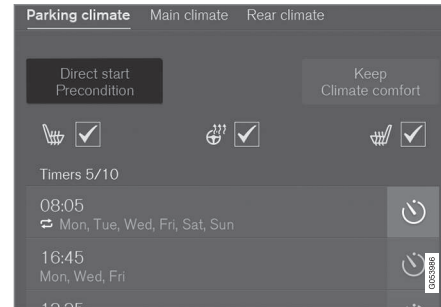 Parking climate Main climate Rear climate
Direct start
Precondition
Keep
Climate comfort
Timers 5/10
08:05
Mon, Tue, Wed, Fri, Sat, Sun
16:45
Mon, Wed, Fri
G053986